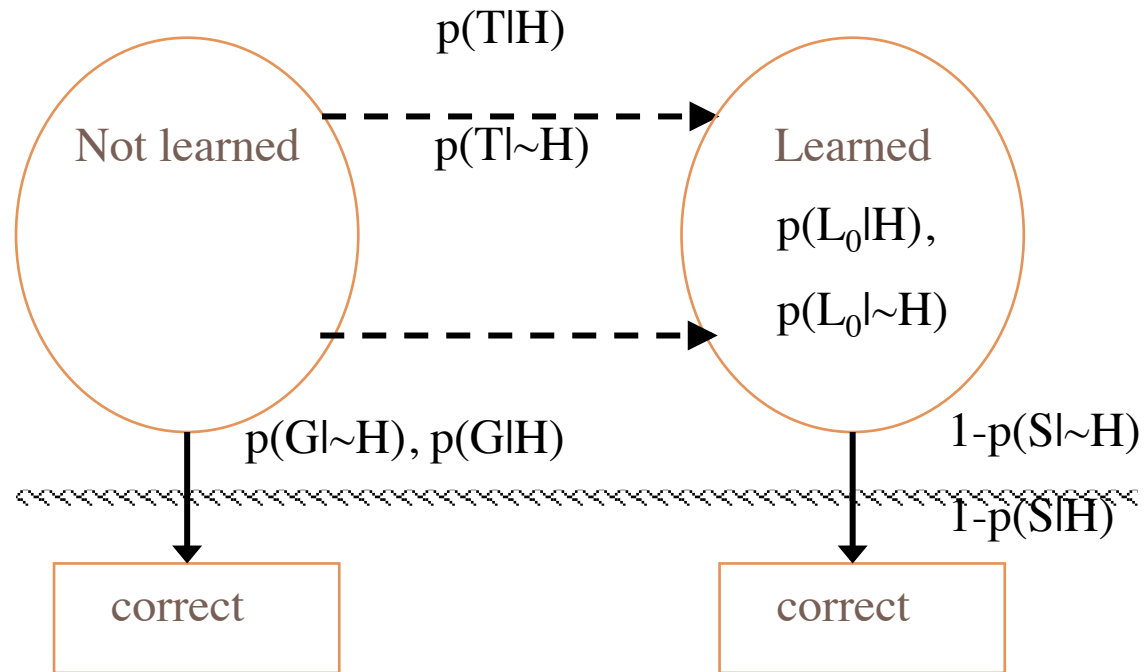 p(T|H)
Not learned
p(T|~H)
Learned
p(L₀|H),
p(L₀|~H)
p(G|~H), p(G|H)
1-p(S|~H)
1-p(S|H)
correct
correct